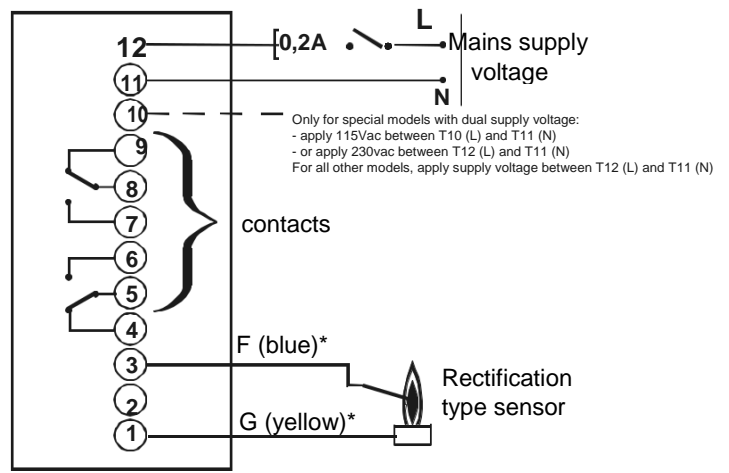 L
12 0,2A Mains supply
voltage
11
N
10
Only for special models with dual supply voltage:
- apply 115Vac between T10 (L) and T11 (N)
- or apply 230vac between T12 (L) and T11 (N)
For all other models, apply supply voltage between T12 (L) and T11 (N)
9
8
7
contacts
6
5
4
F (blue)*
3
Rectification
type sensor
2
G (yellow)*
1